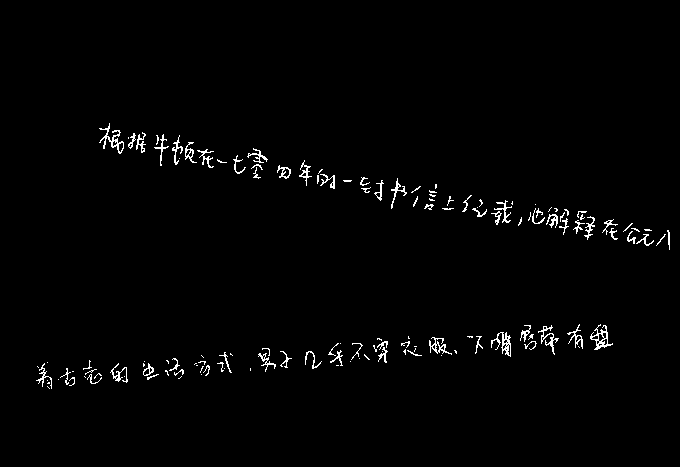 根据牛顿在一七零四年的一封书信上记载,他解释在公元八
着古老的生活方式,男子几乎不穿衣服、下嘴唇带有盘